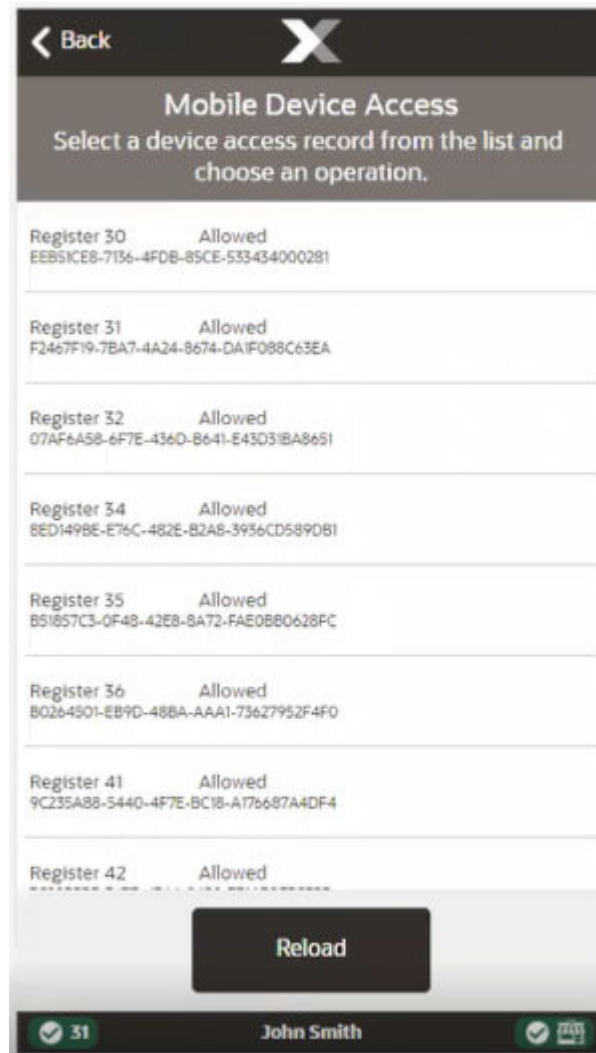 Back
Mobile Device Access
Select a device access record from the list and
choose an operation.
Register 30 Allowed
EEB51CE8-7136-4FDB-85CE-533434000281
Register 31 Allowed
F2467F19-7BA7-4A24-8674-DA1F088C63EA
Register 32 Allowed
07AF6A58-6F7E-436D-B641-E43D31BA8651
Register 34 Allowed
8ED149BE-E76C-482E-B2A8-3936CD589DB1
Register 35 Allowed
B51857C3-0F48-42E8-8A72-FAE0BB0628FC
Register 36 Allowed
B0264501-EB9D-48BA-AAA1-73627952F4F0
Register 41 Allowed
9C235A88-5440-4F7E-BC18-A176687A4DF4
Register 42 Allowed
Reload
31 John Smith